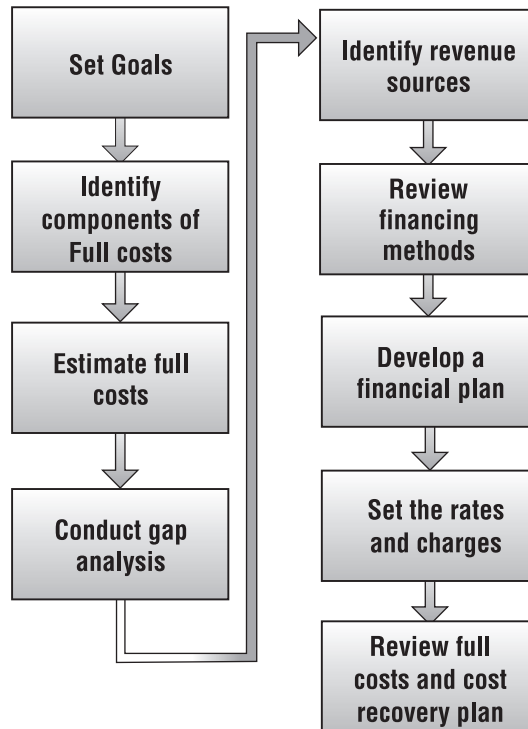 Set Goals
Identify
components of
Full costs
Estimate full
costs
Conduct gap
analysis
Identify revenue
sources
Review
financing
methods
Develop a
financial plan
Set the rates
and charges
Review full
costs and cost
recovery plan